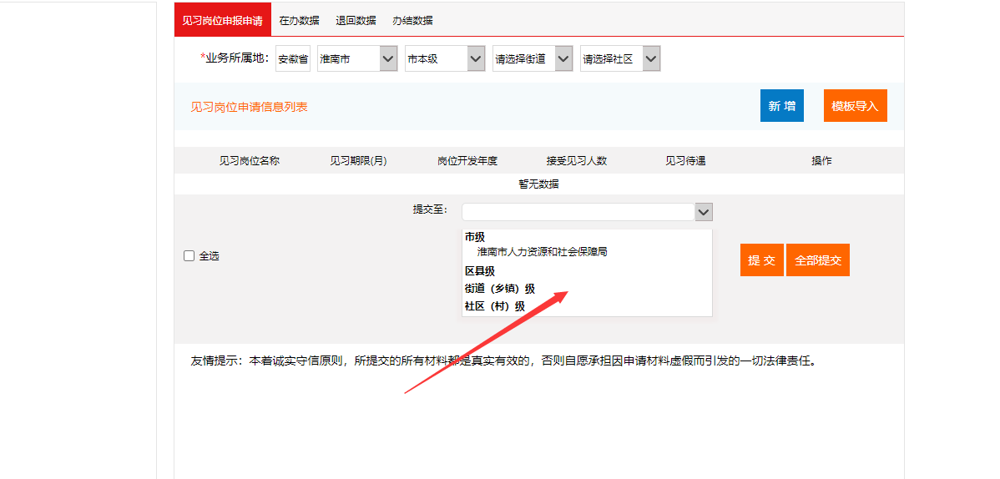 见习岗位申报申请 在办数据 退回数据 办结数据
*业务所属地： 安徽省 淮南市 市本级 请选择街道 请选择社区
见习岗位申请信息列表 新 增 模板导入
见习岗位名称 见习期限(月) 岗位开发年度 接受见习人数 见习待遇 操作
暂无数据
提交至：
市级
淮南市人力资源和社会保障局
区县级
街道（乡镇）级
社区（村）级
全选
提 交 全部提交
友情提示：本着诚实守信原则，所提交的所有材料都是真实有效的，否则自愿承担因申请材料虚假而引发的一切法律责任。